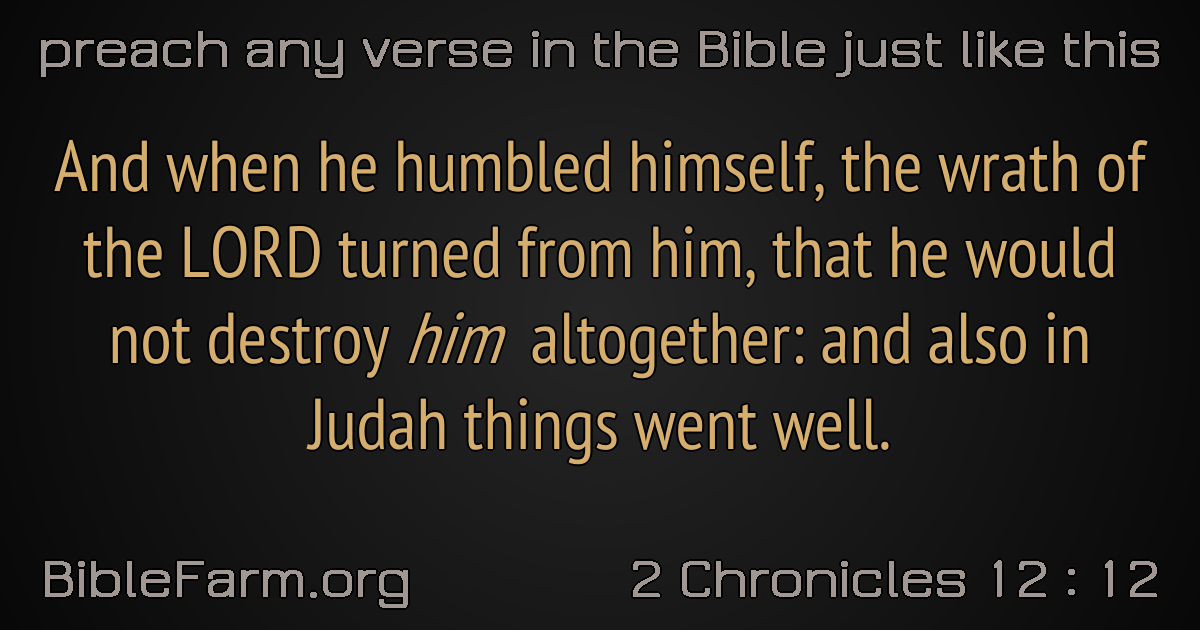 preach any verse in the Bible just like this
And when he humbled himself, the wrath of
the LORD turned from him, that he would
not destroy him altogether: and also in
Judah things went well.
BibleFarm.org
2 Chronicles 12 : 12